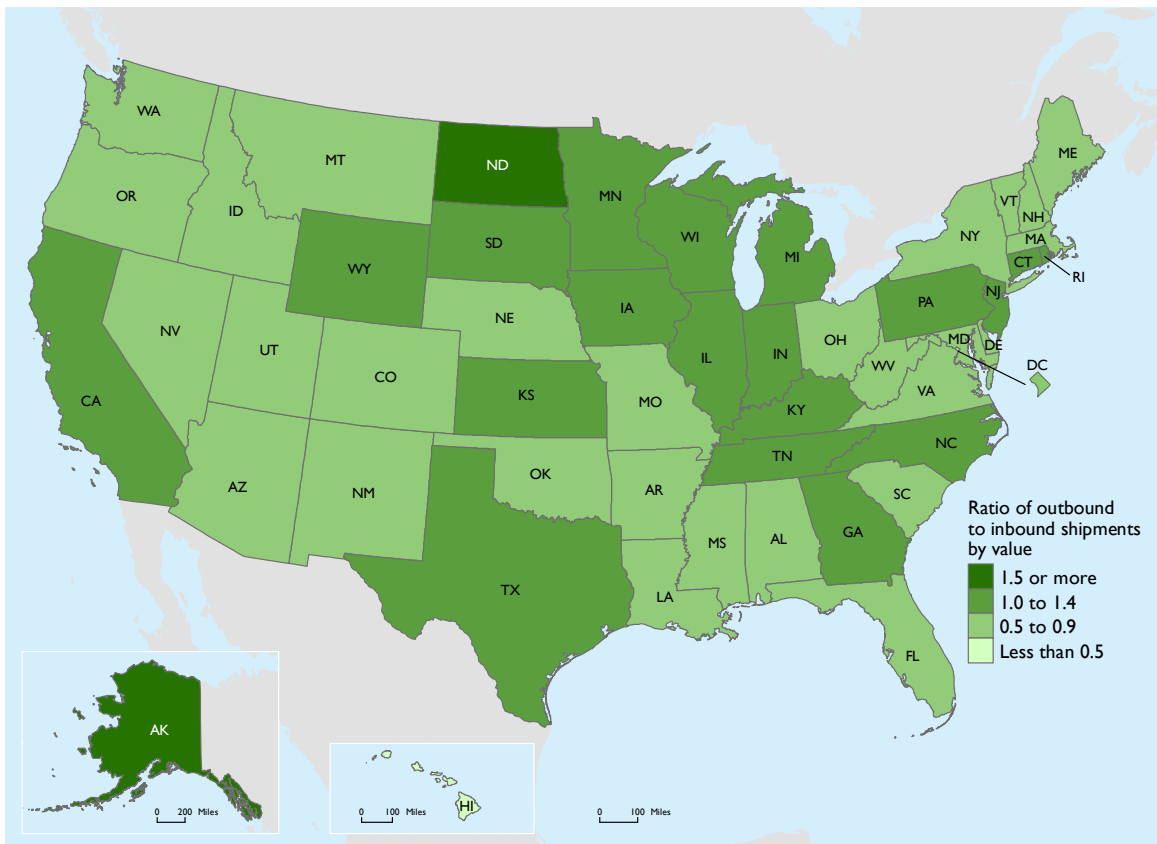 WA
MT
ND
MN
ME
OR
ID
VT
NH
SD
WI
NY
MA
WY
MI
CT
RI
PA
NJ
IA
NE
NV
OH
MD
DE
UT
IL
IN
DC
CO
WV
VA
CA
KS
MO
KY
NC
TN
AZ
NM
OK
AR
SC
MS
AL
GA
TX
LA
FL
Ratio of outbound
to inbound shipments
by value
1.5 or more
1.0 to 1.4
0.5 to 0.9
Less than 0.5
AK
HI
0 200 Miles
0 100 Miles
0 100 Miles